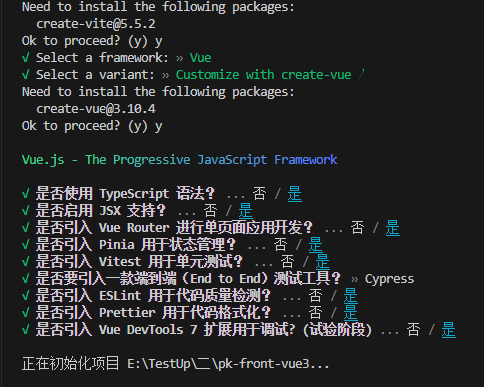 Need to install the following packages:
create-vite@5.5.2
Ok to proceed? (y) y
√ Select a framework: » Vue
√ Select a variant: » Customize with create-vue ↗
Need to install the following packages:
create-vue@3.10.4
Ok to proceed? (y) y
Vue.js - The Progressive JavaScript Framework
√ 是否使用 TypeScript 语法？ ... 否 / 是
√ 是否启用 JSX 支持？ ... 否 / 是
√ 是否引入 Vue Router 进行单页面应用开发？ ... 否 / 是
√ 是否引入 Pinia 用于状态管理？ ... 否 / 是
√ 是否引入 Vitest 用于单元测试？ ... 否 / 是
√ 是否要引入一款端到端（End to End）测试工具？ » Cypress
√ 是否引入 ESLint 用于代码质量检测？ ... 否 / 是
√ 是否引入 Prettier 用于代码格式化？ ... 否 / 是
√ 是否引入 Vue DevTools 7 扩展用于调试? (试验阶段) ... 否 / 是
正在初始化项目 E:\TestUp\二\pk-front-vue3...